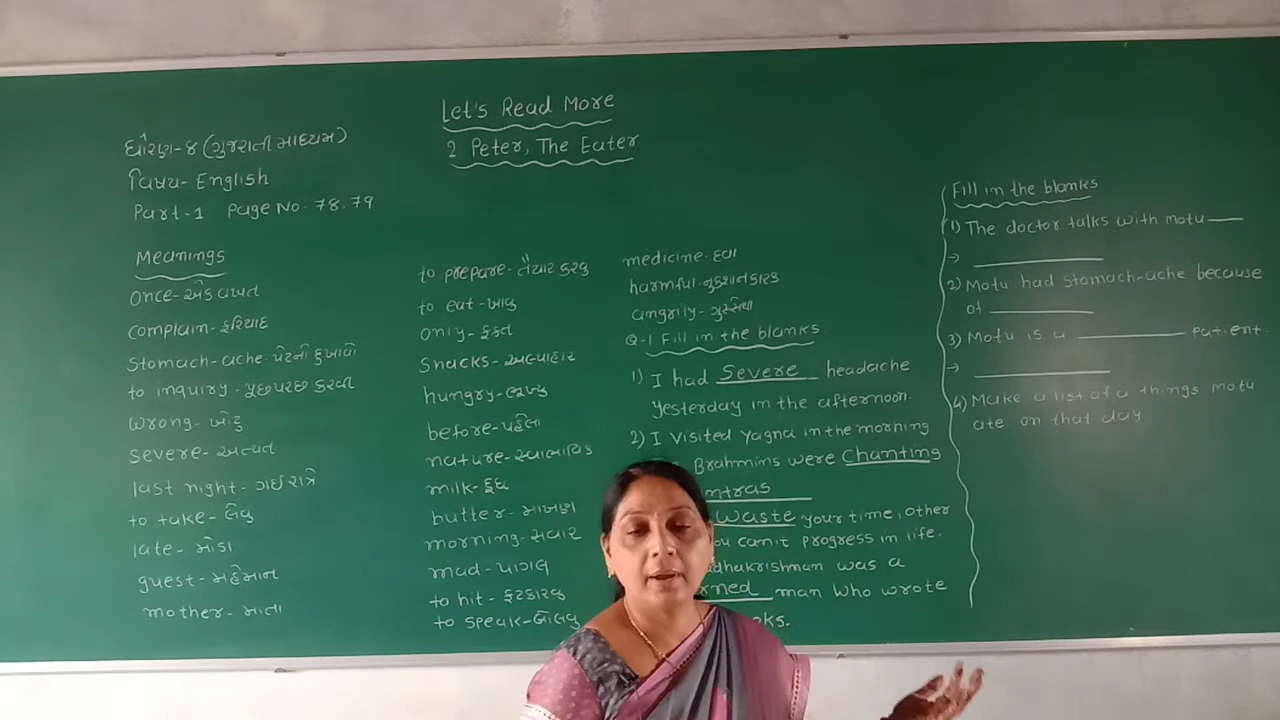 Let's Read More
2 Peter, The Eater
ધોરણ-૪ (ગુજરાતી માધ્યમ)
વિષય- English
Part-1 Page No-78.79
Meanings
Once-એક વખત
Complain-ફરિયાદ
Stomach-ache-પેટનો દુખાવો
to inquiry-પૂછપરછ કરવી
wrong-ખોટુ
Severe-અત્યંત
last night-ગઈ રાત્રે
to take-લેવુ
late-મોડા
guest-મહેમાન
mother-માતા
to prepare-તૈયાર કરવુ
to eat-ખાવુ
only-ફક્ત
Snacks-અલ્પાહાર
hungry-ભૂખ્યુ
before-પહેલા
nature-સ્વાભાવિક
milk-દૂધ
butter-માખણ
morning-સવાર
mad-પાગલ
to hit-ફટકારવુ
to speak-બોલવુ
medicine-દવા
harmful-નુકશાનકારક
angrily-ગુસ્સેથી
Q-1 Fill in the blanks
1) I had Severe headache
yesterday in the afternoon.
2) I visited yagna in the morning
Brahmins were Chanting
waste your time, other
can't progress in life.
was a
man who wrote
Fill in the blanks
1) The doctor talks with motu ___
→ ___
2) Motu had stomach-ache because
of ___
3) Motu is a ___ patient.
→ ___
4) Make a list of a things motu
ate on that day